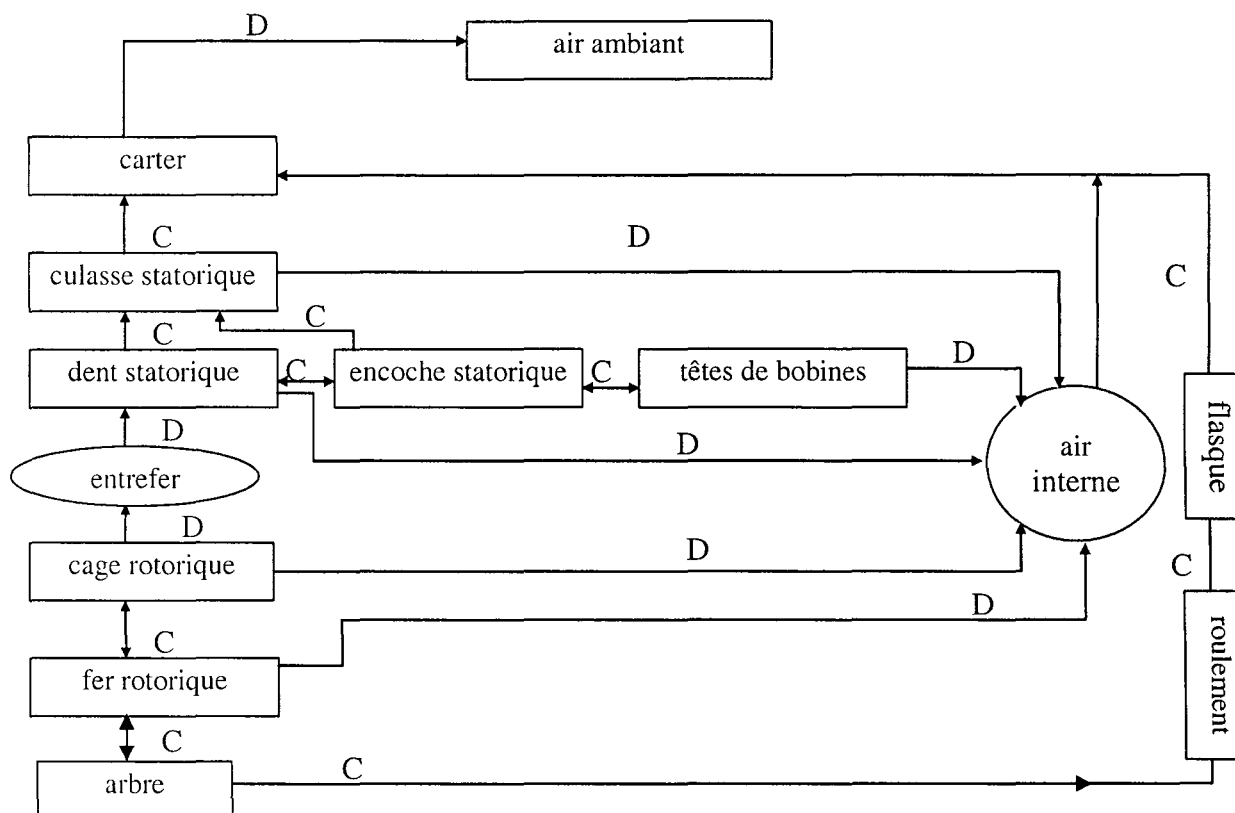 D
air ambiant
carter
C
D
culasse statorique
C
C
C
dent statorique
C
encoche statorique
C
têtes de bobines
D
flasque
D
D
air
interne
entrefer
D
C
cage rotorique
D
roulement
C
D
fer rotorique
C
C
arbre